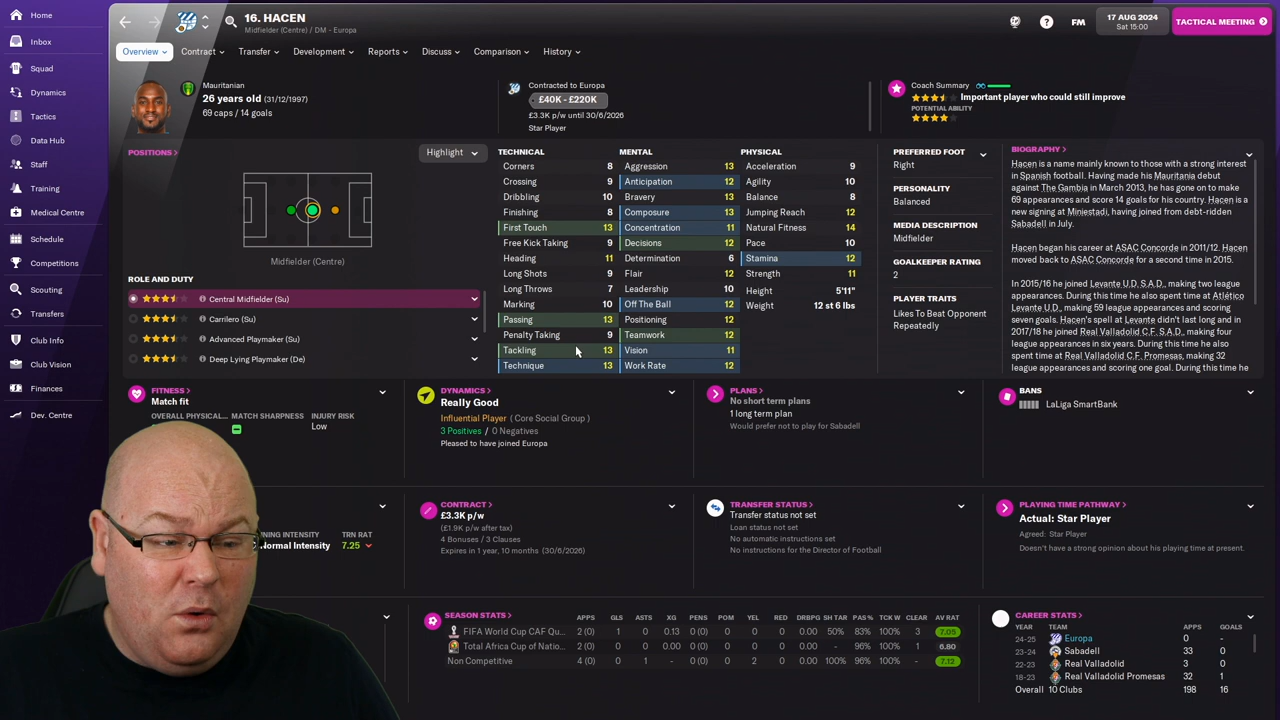 Home
Inbox
Squad
Dynamics
Tactics
Data Hub
Staff
Training
Medical Centre
Schedule
Competitions
Scouting
Transfers
Club Info
Club Vision
Finances
Dev. Centre
16. HACEN
Midfielder (Centre) / DM - Europa
? FM
17 AUG 2024
Sat 15:00
TACTICAL MEETING
Overview Contract Transfer Development Reports Discuss Comparison History
Mauritanian
26 years old (31/12/1997)
69 caps / 14 goals
Contracted to Europa
£40K - £220K
£3.3K p/w until 30/6/2026
Star Player
Coach Summary
Important player who could still improve
POTENTIAL ABILITY
POSITIONS
Highlight
Midfielder (Centre)
ROLE AND DUTY
Central Midfielder (Su)
Carrilero (Su)
Advanced Playmaker (Su)
Deep Lying Playmaker (De)
TECHNICAL
Corners 8
Crossing 9
Dribbling 10
Finishing 8
First Touch 13
Free Kick Taking 9
Heading 11
Long Shots 9
Long Throws 7
Marking 10
Passing 13
Penalty Taking 9
Tackling 13
Technique 13
MENTAL
Aggression 13
Anticipation 12
Bravery 13
Composure 13
Concentration 11
Decisions 12
Determination 6
Flair 12
Leadership 10
Off The Ball 12
Positioning 12
Teamwork 12
Vision 11
Work Rate 12
PHYSICAL
Acceleration 9
Agility 10
Balance 8
Jumping Reach 12
Natural Fitness 14
Pace 10
Stamina 12
Strength 11
Height 5'11"
Weight 12 st 6 lbs
PREFERRED FOOT
Right
PERSONALITY
Balanced
MEDIA DESCRIPTION
Midfielder
GOALKEEPER RATING
2
PLAYER TRAITS
Likes To Beat Opponent
Repeatedly
BIOGRAPHY
Hacen is a name mainly known to those with a strong interest
in Spanish football. Having made his Mauritania debut
against The Gambia in March 2013, he has gone on to make
69 appearances and score 14 goals for his country. Hacen is
a new signing at Miniestadi, having joined from debt-ridden
Sabadell in July.
Hacen began his career at ASAC Concorde in 2011/12. Hacen
moved back to ASAC Concorde for a second time in 2015.
In 2015/16 he joined Levante U.D. S.A.D., making two league
appearances. During this time he also spent time at Atlético
Levante U.D., making 59 league appearances and scoring
seven goals. Hacen's spell at Levante didn't last long and in
2017/18 he joined Real Valladolid C.F. S.A.D., making four
league appearances in six years. During this time he also
spent time at Real Valladolid C.F. Promesas, making 32
league appearances and scoring one goal. During this time he
FITNESS
Match fit
OVERALL PHYSICAL... MATCH SHARPNESS INJURY RISK
Low
DYNAMICS
Really Good
Influential Player ( Core Social Group )
3 Positives / 0 Negatives
Pleased to have joined Europa
PLANS
No short term plans
1 long term plan
Would prefer not to play for Sabadell
BANS
LaLiga SmartBank
INTENSITY TRN RAT
Normal Intensity 7.25
CONTRACT
£3.3K p/w
(£1.9K p/w after tax)
4 Bonuses / 3 Clauses
Expires in 1 year, 10 months (30/6/2026)
TRANSFER STATUS
Transfer status not set
Loan status not set
No automatic instructions set
No instructions for the Director of Football
PLAYING TIME PATHWAY
Actual: Star Player
Agreed: Star Player
Doesn't have a strong opinion about his playing time at present.
SEASON STATS APPS GLS ASTS XG PENS POM YEL RED DRBPG SH TAR PAS% TCK W CLEAR AV RAT
FIFA World Cup CAF Qu... 2 (0) 1 0 0.13 0 (0) 0 0 0 0.00 50% 83% 100% 3 7.05
Total Africa Cup of Natio... 2 (0) 0 0 0.00 0 (0) 0 0 0 0.00 - 96% 100% 1 6.80
Non Competitive 4 (0) 0 1 - 0 (0) 0 2 0 0.00 100% 96% 100% 0 7.12
CAREER STATS
YEAR TEAM APPS GOALS
24-25 Europa 0 -
23-24 Sabadell 33 0
22-23 Real Valladolid 3 0
18-23 Real Valladolid Promesas 32 1
Overall 10 Clubs 198 16